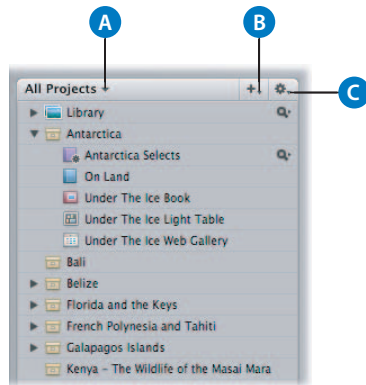 A
B
C
All Projects
Library
Antarctica
Antarctica Selects
On Land
Under The Ice Book
Under The Ice Light Table
Under The Ice Web Gallery
Bali
Belize
Florida and the Keys
French Polynesia and Tahiti
Galapagos Islands
Kenya – The Wildlife of the Masai Mara